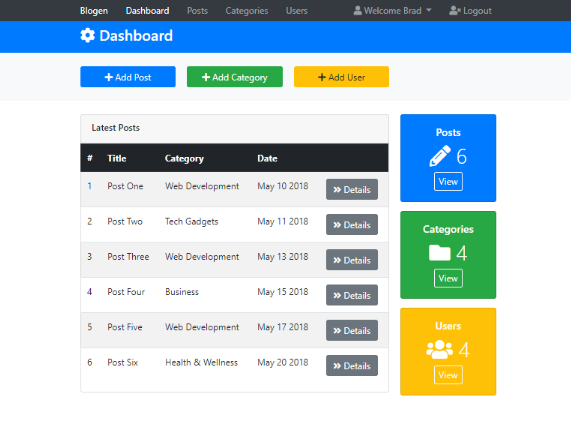 Blogen Dashboard Posts Categories Users Welcome Brad Logout
Dashboard
Add Post Add Category Add User
Latest Posts
# Title Category Date
1 Post One Web Development May 10 2018 Details
2 Post Two Tech Gadgets May 11 2018 Details
3 Post Three Web Development May 13 2018 Details
4 Post Four Business May 15 2018 Details
5 Post Five Web Development May 17 2018 Details
6 Post Six Health & Wellness May 20 2018 Details
Posts
6
View
Categories
4
View
Users
4
View